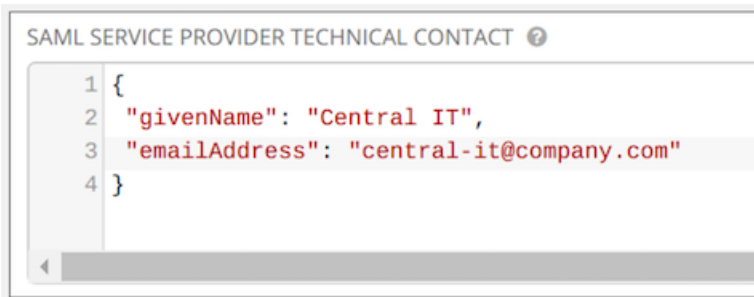 SAML SERVICE PROVIDER TECHNICAL CONTACT ?
1 {
2 "givenName": "Central IT",
3 "emailAddress": "central-it@company.com"
4 }